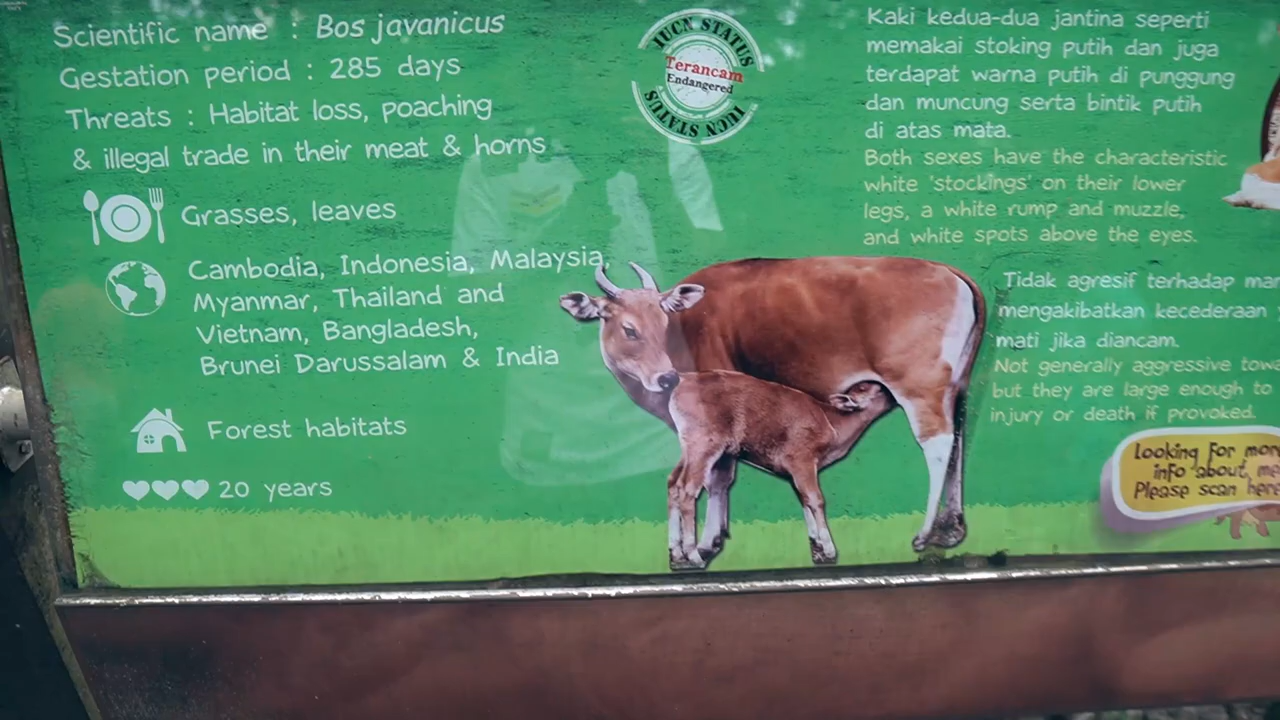 Scientific name : Bos javanicus
Gestation period : 285 days
Threats : Habitat loss, poaching
& illegal trade in their meat & horns
Grasses, leaves
Cambodia, Indonesia, Malaysia,
Myanmar, Thailand and
Vietnam, Bangladesh,
Brunei Darussalam & India
Forest habitats
20 years
IUCN STATUS
Terancam
Endangered
IUCN STATUS
Kaki kedua-dua jantina seperti
memakai stoking putih dan juga
terdapat warna putih di punggung
dan muncung serta bintik putih
di atas mata.
Both sexes have the characteristic
white 'stockings' on their lower
legs, a white rump and muzzle,
and white spots above the eyes.
Tidak agresif terhadap
mengakibatkan kecederaan
mati jika diancam.
Not generally aggressive
but they are large enough to
injury or death if provoked.
Looking for more
info about me
Please scan here